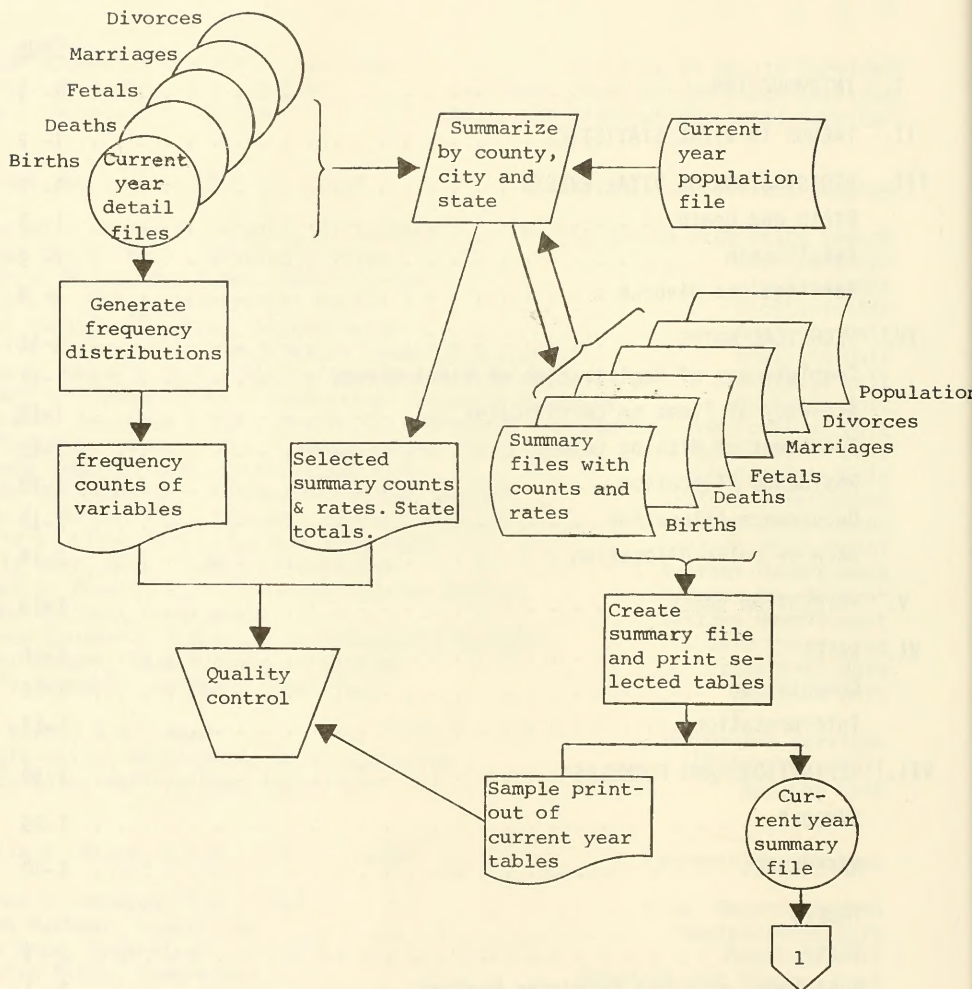 Divorces
Marriages
Fetals
Deaths
Births
Current
year
detail
files
Summarize
by county,
city and
state
Current
year
population
file
Generate
frequency
distributions
frequency
counts of
variables
Selected
summary counts
& rates. State
totals.
Summary
files with
counts and
rates
Population
Divorces
Marriages
Fetals
Deaths
Births
Create
summary file
and print se-
lected tables
Quality
control
Sample print-
out of
current year
tables
Cur-
rent year
summary
file
1